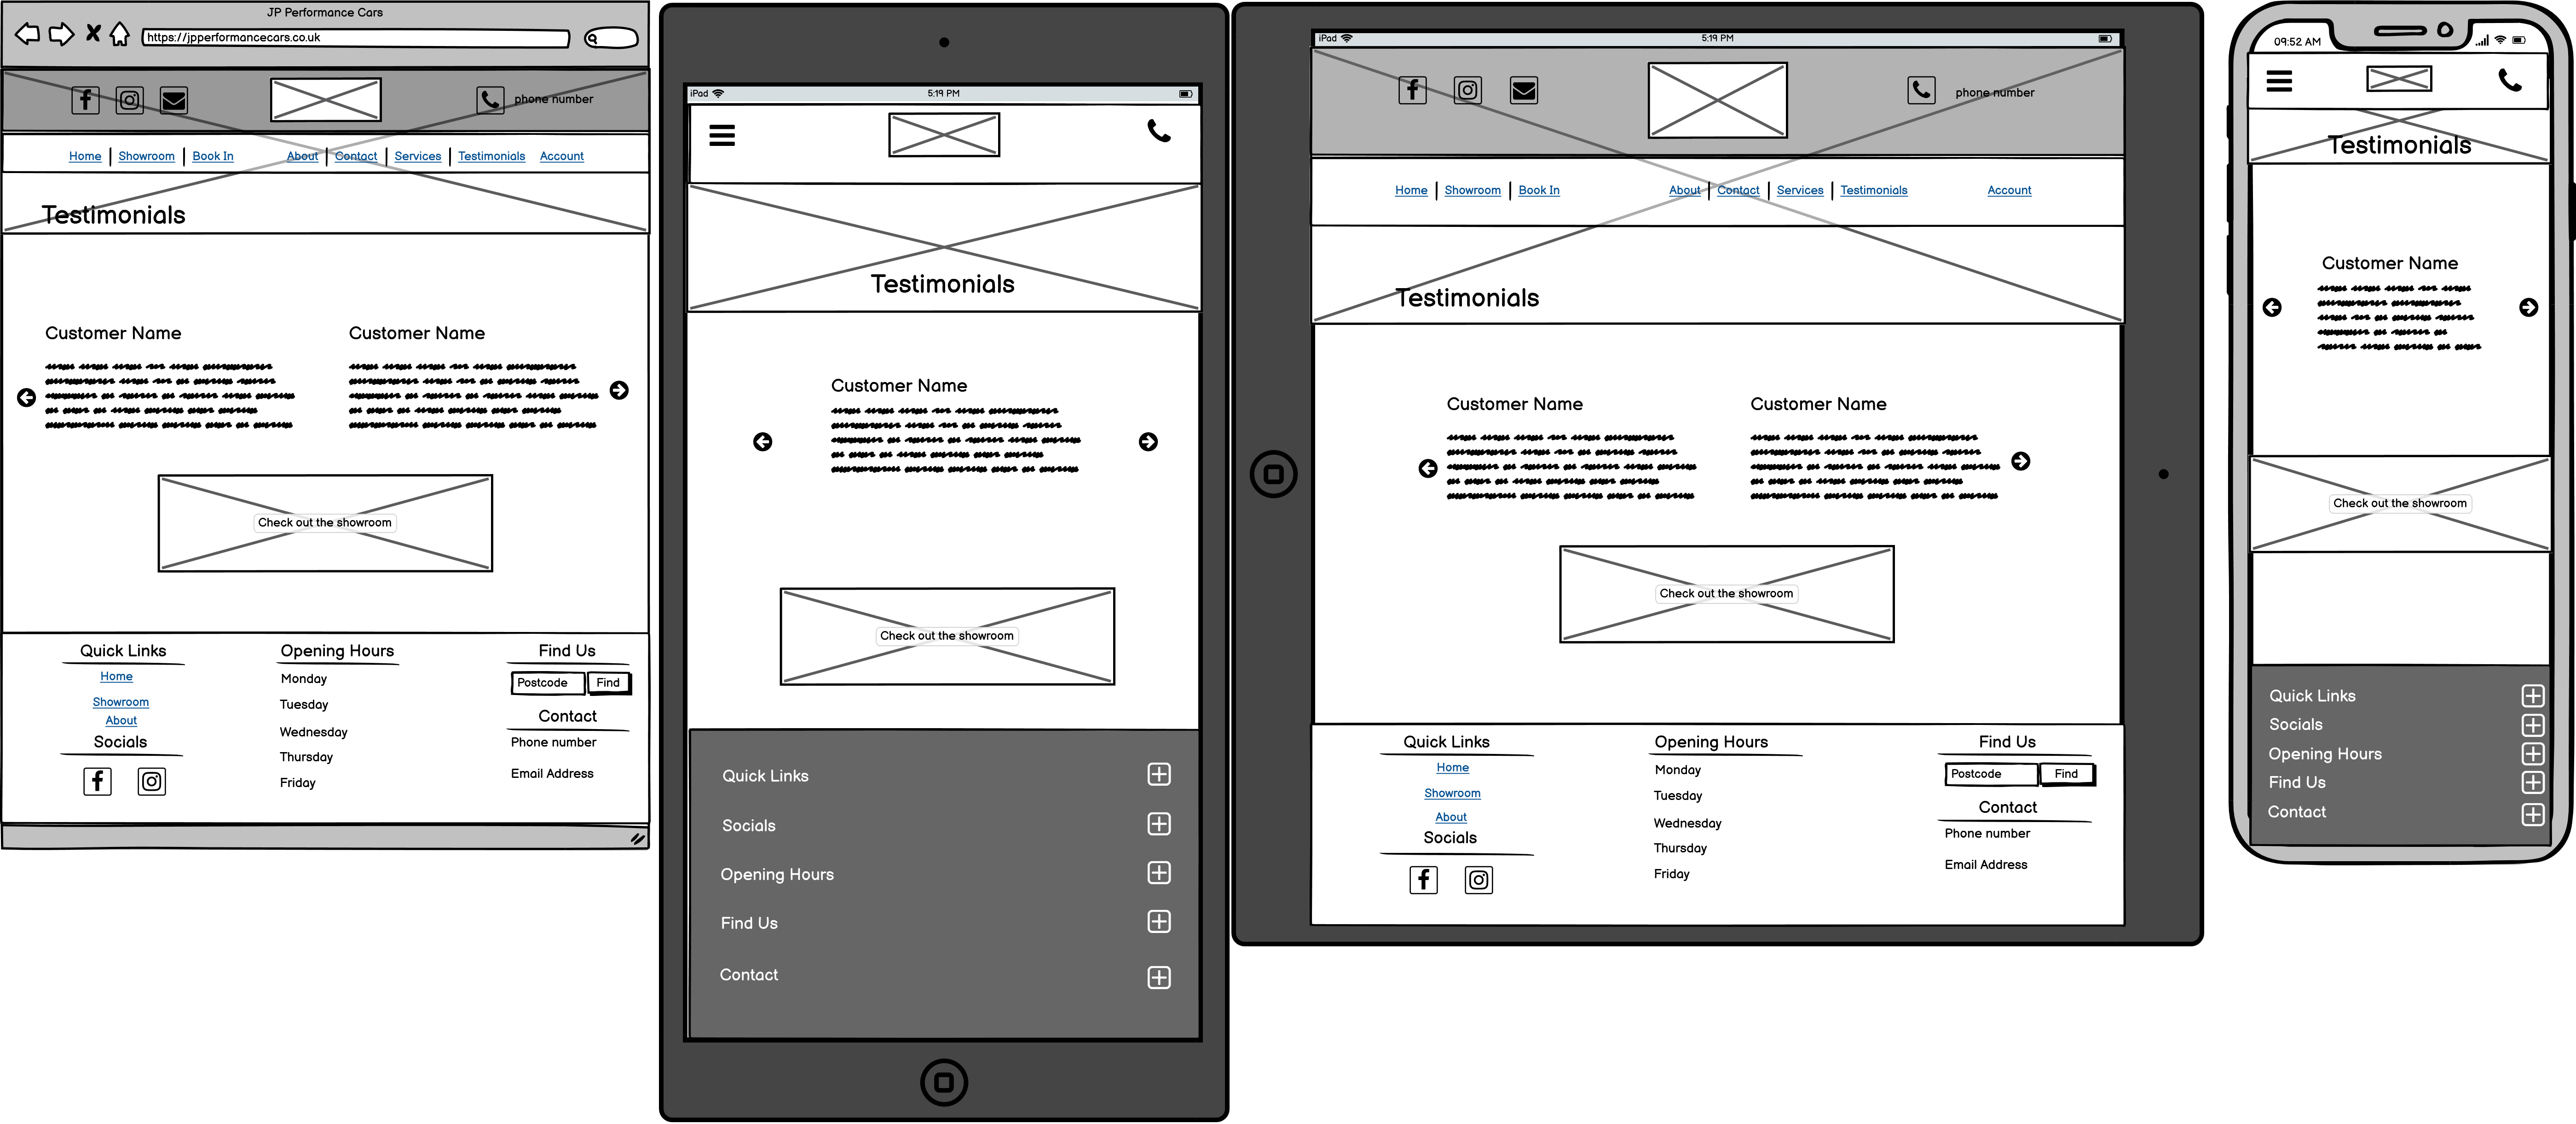 JP Performance Cars
https://jpperformancecars.co.uk
phone number
Home Showroom Book In About Contact Services Testimonials Account
Testimonials
Customer Name Customer Name
Check out the showroom
Quick Links Opening Hours Find Us
Home Monday Postcode Find
Showroom Tuesday
About Wednesday Contact
Socials Thursday Phone number
Friday Email Address
iPad 5:19 PM
Testimonials
Customer Name
Check out the showroom
Quick Links
Socials
Opening Hours
Find Us
Contact
iPad 5:19 PM
phone number
Home Showroom Book In About Contact Services Testimonials Account
Testimonials
Customer Name Customer Name
Check out the showroom
Quick Links Opening Hours Find Us
Home Monday Postcode Find
Showroom Tuesday
About Wednesday Contact
Socials Thursday Phone number
Friday Email Address
09:52 AM
Testimonials
Customer Name
Check out the showroom
Quick Links
Socials
Opening Hours
Find Us
Contact